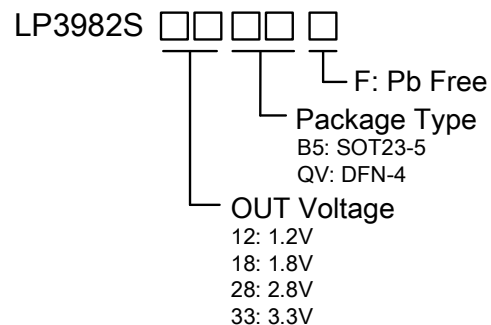 LP3982S □□ □□ □
F: Pb Free
Package Type
B5: SOT23-5
QV: DFN-4
OUT Voltage
12: 1.2V
18: 1.8V
28: 2.8V
33: 3.3V